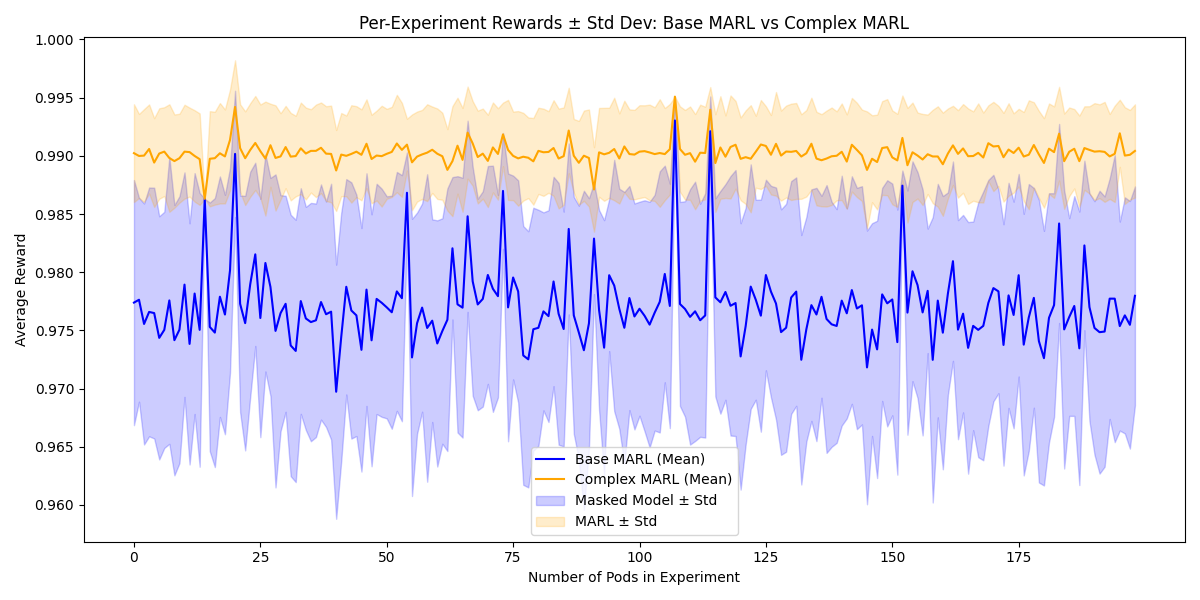 Per-Experiment Rewards ± Std Dev: Base MARL vs Complex MARL
1.000
0.995
0.990
0.985
0.980
0.975
0.970
0.965
0.960
Average Reward
Base MARL (Mean)
Complex MARL (Mean)
Masked Model ± Std
MARL ± Std
0 25 50 75 100 125 150 175
Number of Pods in Experiment